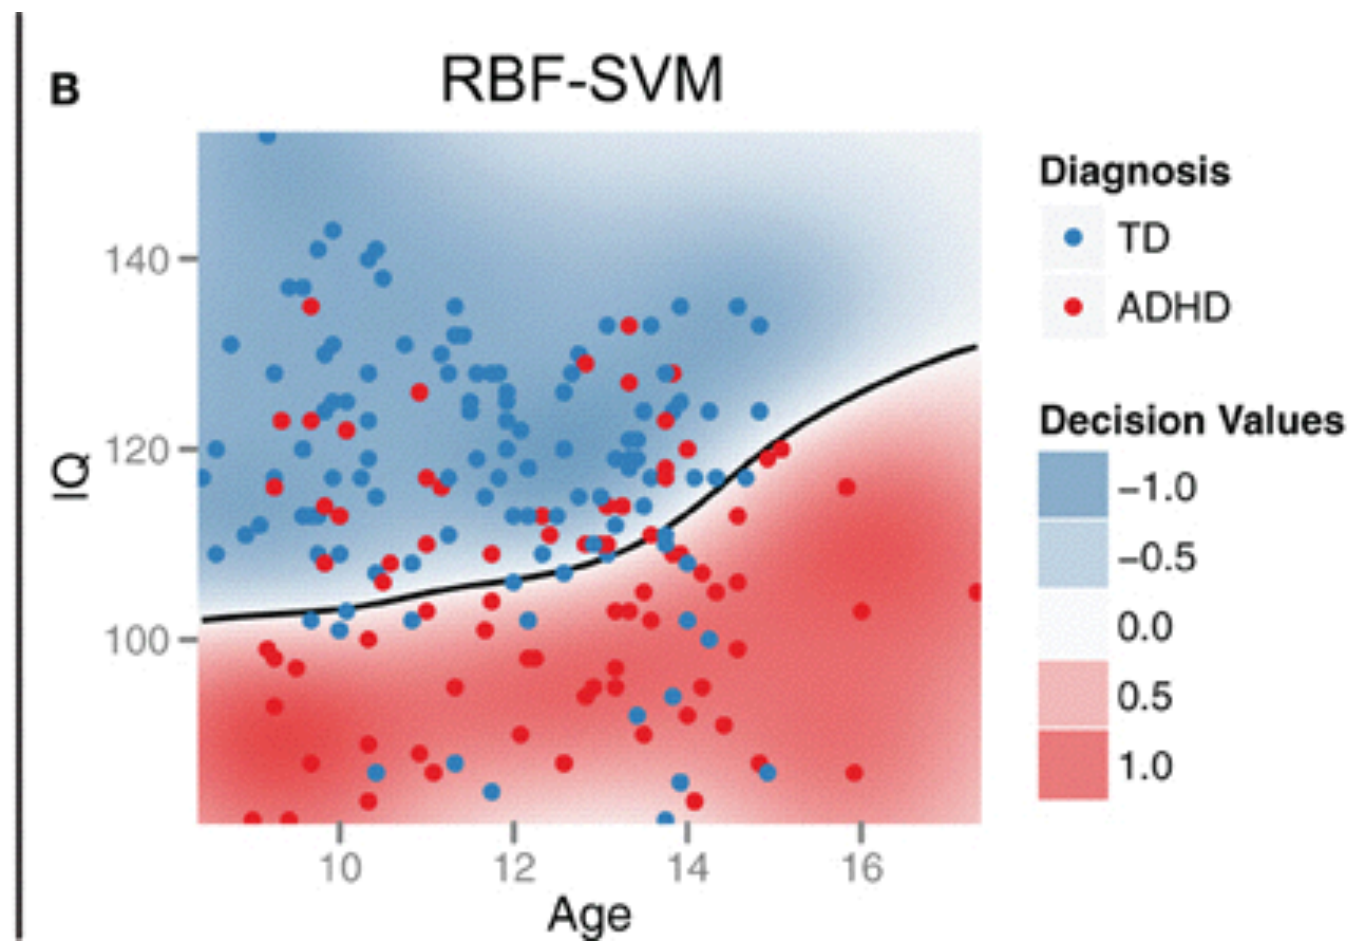 B
RBF-SVM
140
120
100
IQ
10 12 14 16
Age
Diagnosis
TD
ADHD
Decision Values
−1.0
−0.5
0.0
0.5
1.0